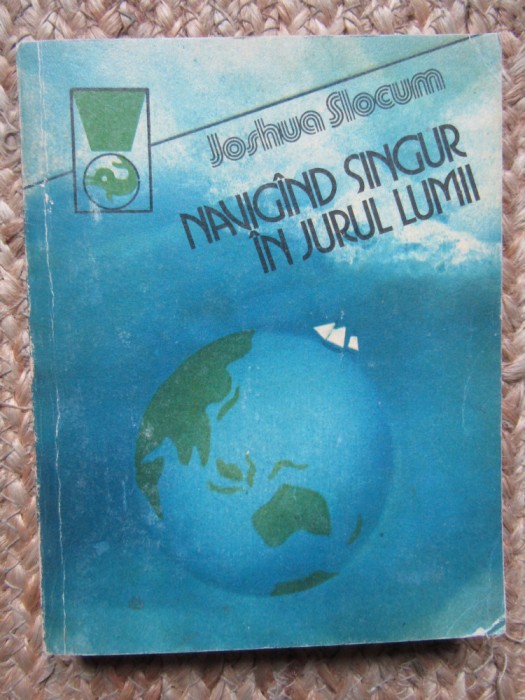 Joshua Slocum
NAVIGÎND SINGUR
ÎN JURUL LUMII